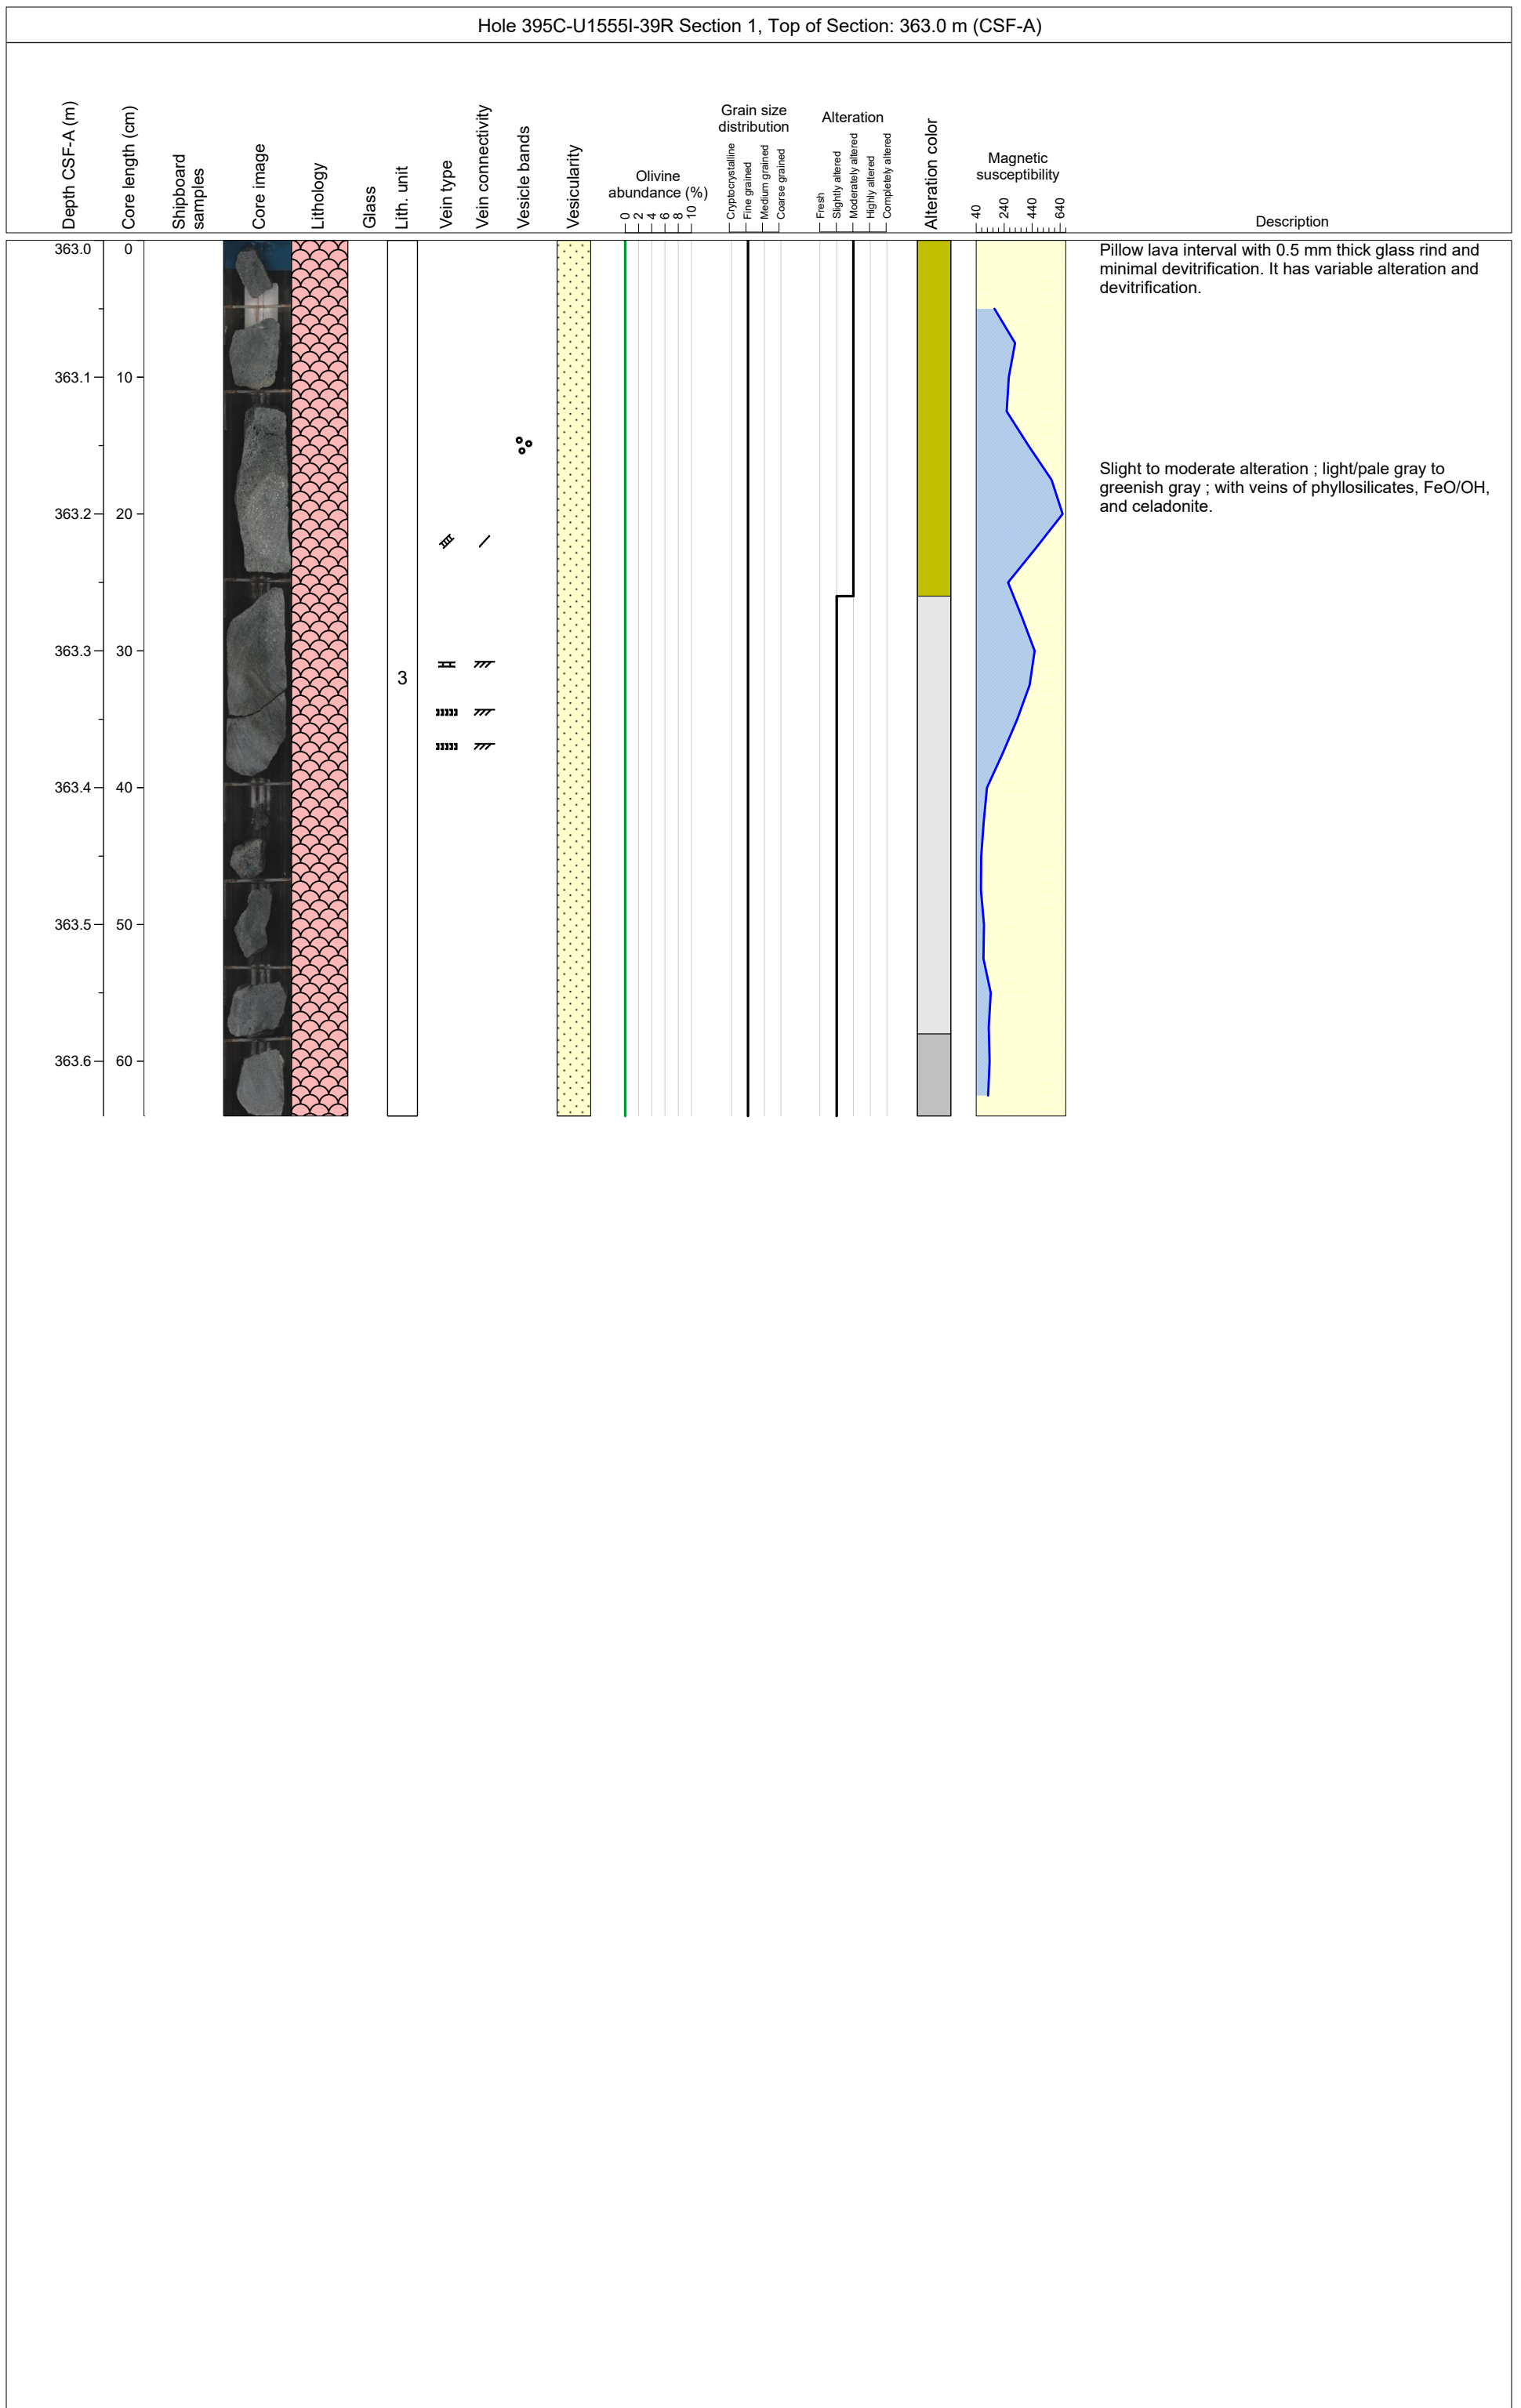 Hole 395C-U1555I-39R Section 1, Top of Section: 363.0 m (CSF-A)
Depth CSF-A (m)
Core length (cm)
Shipboard
samples
Core image
Lithology
Glass
Lith. unit
Vein type
Vein connectivity
Vesicle bands
Vesicularity
Olivine
abundance (%)
0 2 4 6 8 10
Grain size
distribution
Cryptocrystalline
Fine grained
Medium grained
Coarse grained
Alteration
Fresh
Slightly altered
Moderately altered
Highly altered
Completely altered
Alteration color
Magnetic
susceptibility
40 240 440 640
Description
363.0 0
363.1 10
363.2 20
363.3 30
363.4 40
363.5 50
363.6 60
3
Pillow lava interval with 0.5 mm thick glass rind and
minimal devitrification. It has variable alteration and
devitrification.
Slight to moderate alteration ; light/pale gray to
greenish gray ; with veins of phyllosilicates, FeO/OH,
and celadonite.